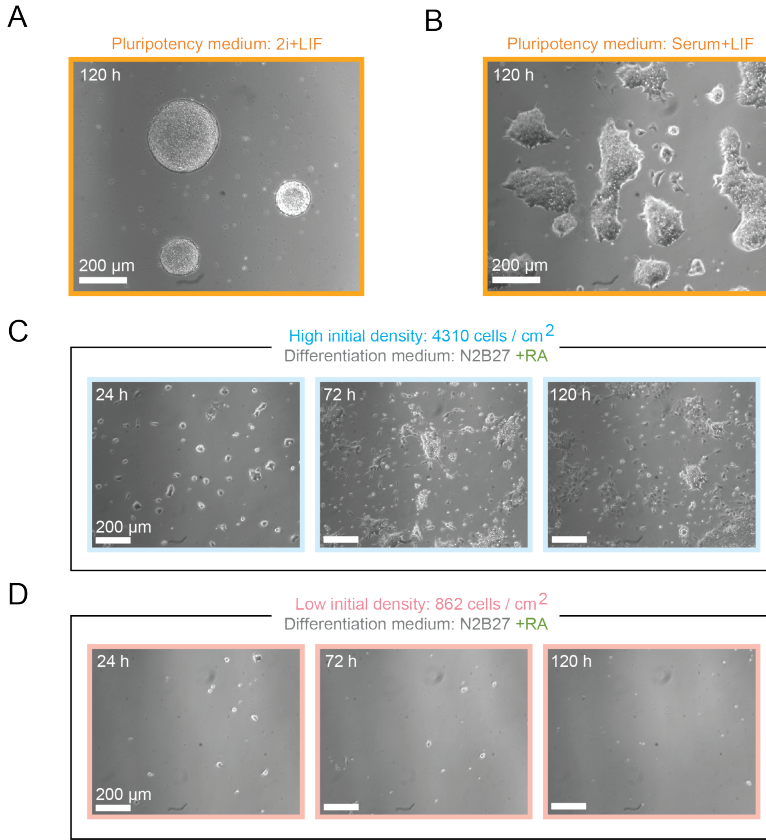 A
Pluripotency medium: 2i+LIF
120 h
200 µm
B
Pluripotency medium: Serum+LIF
120 h
200 µm
C
High initial density: 4310 cells / cm2
Differentiation medium: N2B27 +RA
24 h
72 h
120 h
200 µm
D
Low initial density: 862 cells / cm2
Differentiation medium: N2B27 +RA
24 h
72 h
120 h
200 µm